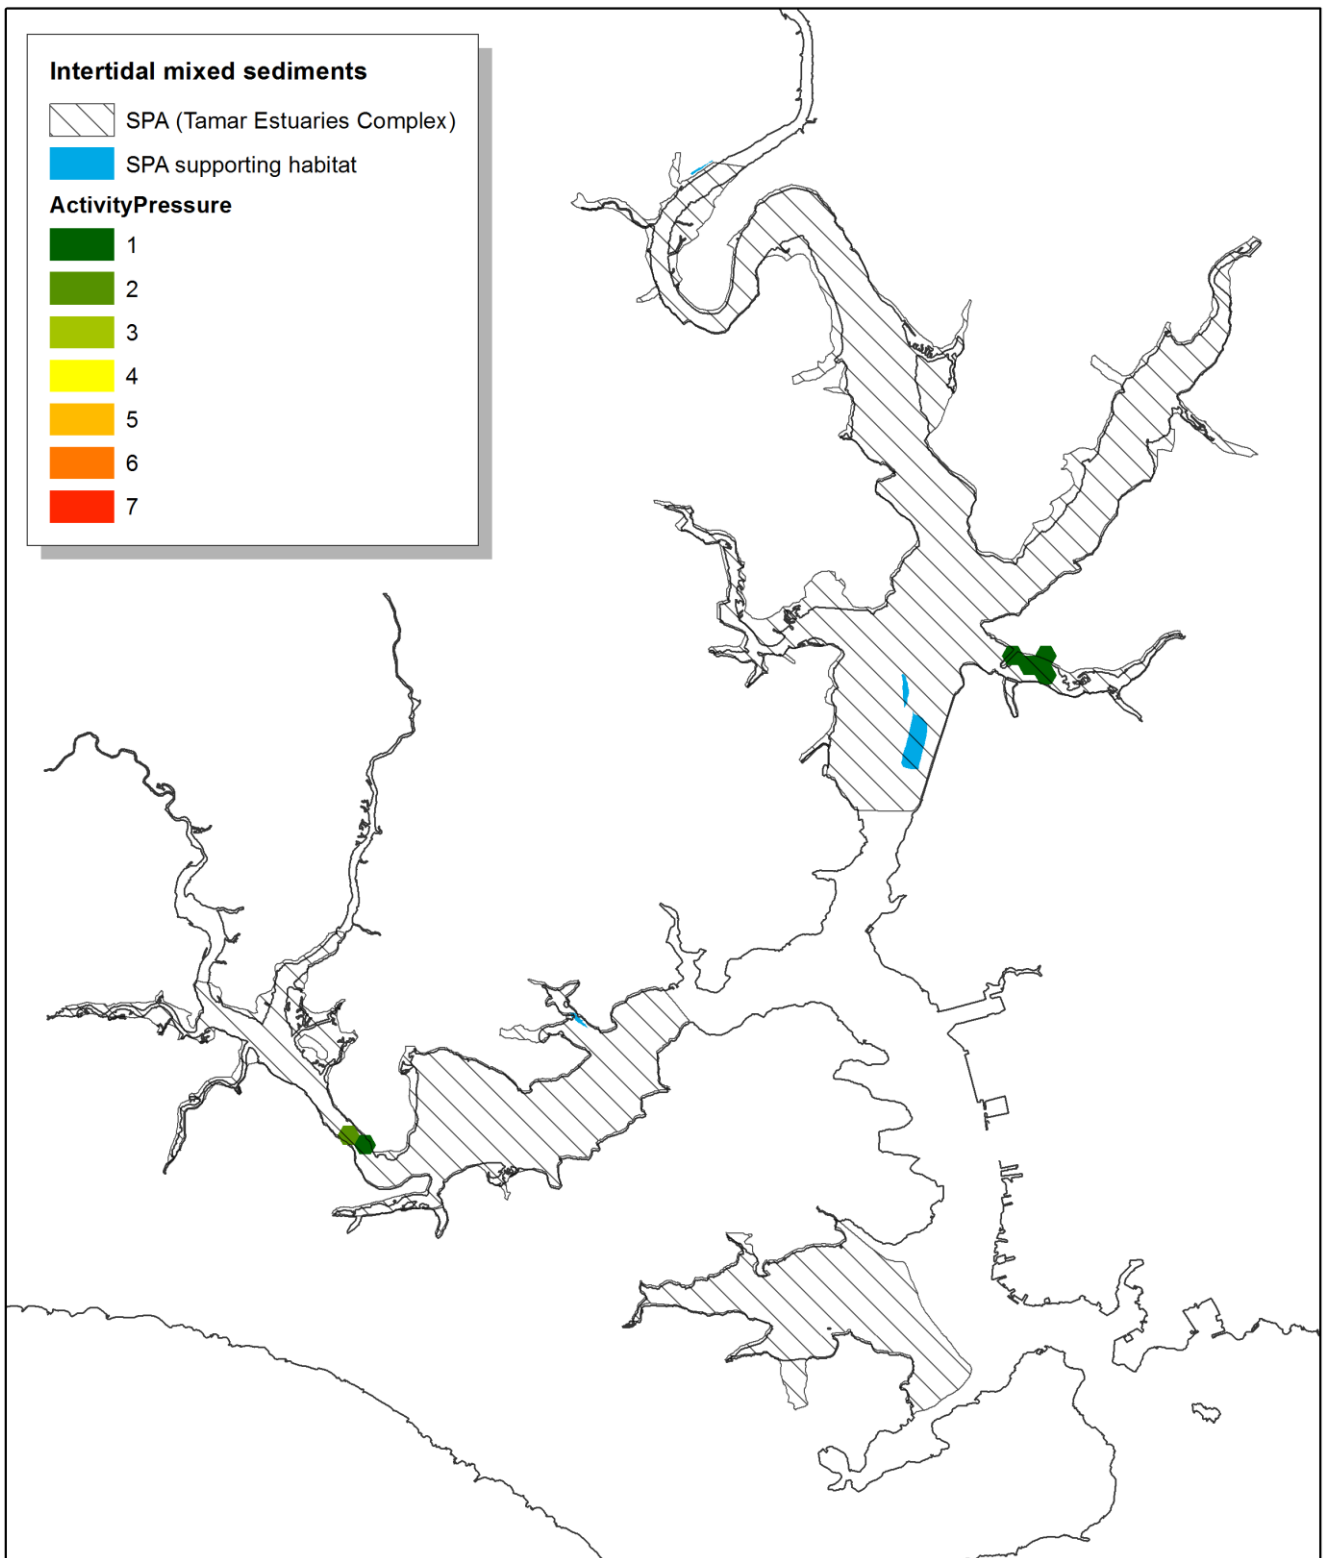 Intertidal mixed sediments
SPA (Tamar Estuaries Complex)
SPA supporting habitat
ActivityPressure
1
2
3
4
5
6
7